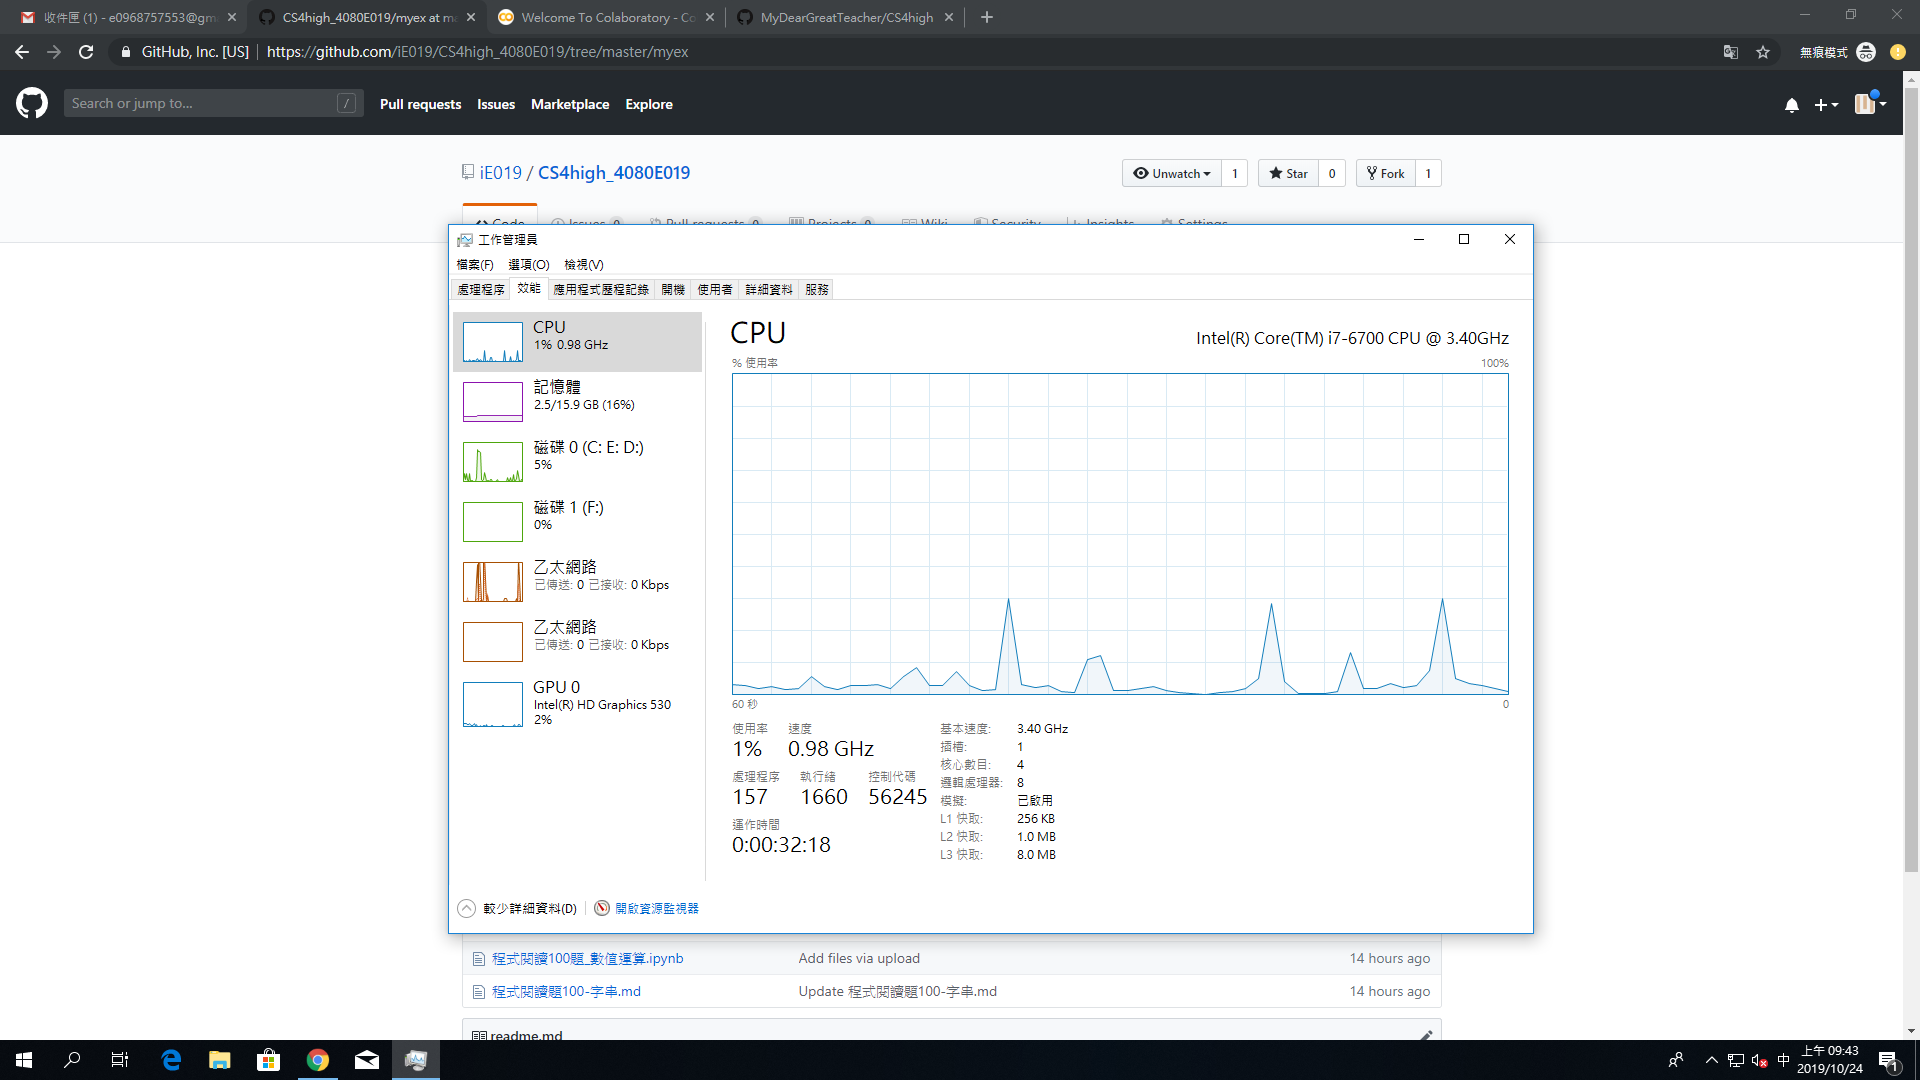 收件匣 (1) - e0968757553@gm
CS4high_4080E019/myex at ma
Welcome To Colaboratory - Co
MyDearGreatTeacher/CS4high
GitHub, Inc. [US] https://github.com/iE019/CS4high_4080E019/tree/master/myex
無痕模式
Search or jump to... /
Pull requests Issues Marketplace Explore
iE019 / CS4high_4080E019
Unwatch 1 Star 0 Fork 1
Code Issues 0 Pull requests 0 Projects 0 Wiki Security Insights Settings
工作管理員
檔案(F) 選項(O) 檢視(V)
處理程序 效能 應用程式歷程記錄 開機 使用者 詳細資料 服務
CPU
1% 0.98 GHz
記憶體
2.5/15.9 GB (16%)
磁碟 0 (C: E: D:)
5%
磁碟 1 (F:)
0%
乙太網路
已傳送: 0 已接收: 0 Kbps
乙太網路
已傳送: 0 已接收: 0 Kbps
GPU 0
Intel(R) HD Graphics 530
2%
CPU
Intel(R) Core(TM) i7-6700 CPU @ 3.40GHz
% 使用率 100%
60 秒 0
使用率 速度
1% 0.98 GHz
處理程序 執行緒 控制代碼
157 1660 56245
運作時間
0:00:32:18
基本速度: 3.40 GHz
插槽: 1
核心數目: 4
邏輯處理器: 8
模擬: 已啟用
L1 快取: 256 KB
L2 快取: 1.0 MB
L3 快取: 8.0 MB
較少詳細資料(D) 開啟資源監視器
程式閱讀100題_數值運算.ipynb Add files via upload 14 hours ago
程式閱讀題100-字串.md Update 程式閱讀題100-字串.md 14 hours ago
readme.md
中
上午 09:43
2019/10/24
1